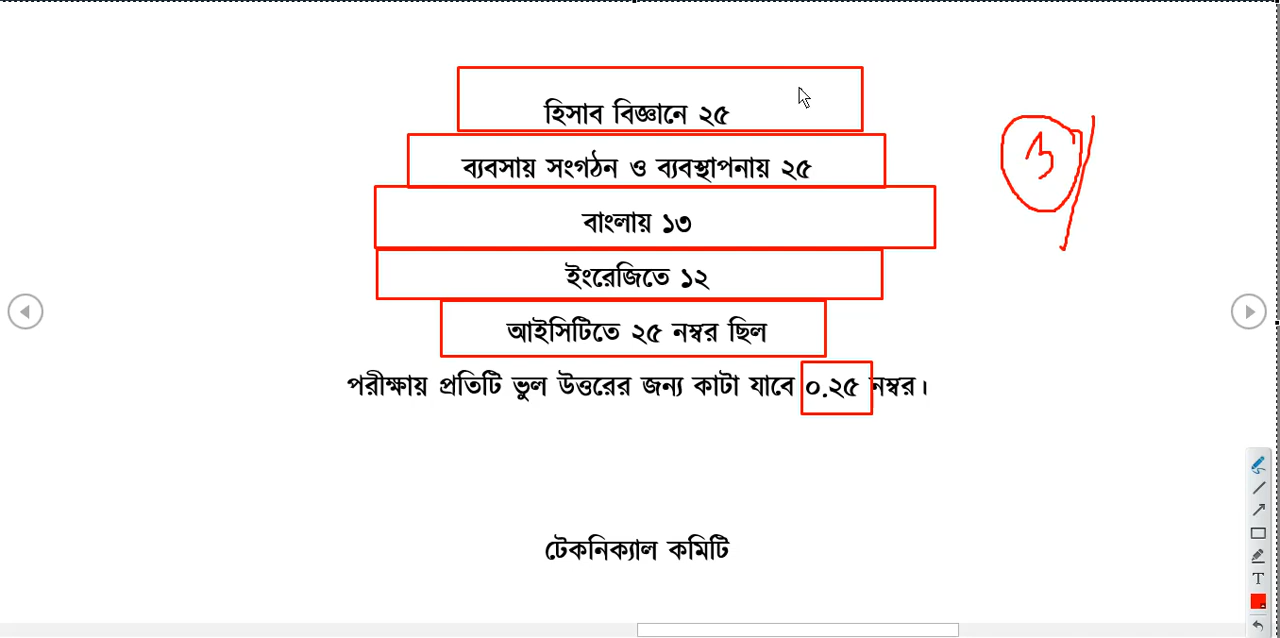 হিসাব বিজ্ঞানে ২৫
ব্যবসায় সংগঠন ও ব্যবস্থাপনায় ২৫
বাংলায় ১৩
ইংরেজিতে ১২
আইসিটিতে ২৫ নম্বর ছিল
পরীক্ষায় প্রতিটি ভুল উত্তরের জন্য কাটা যাবে ০.২৫ নম্বর।
টেকনিক্যাল কমিটি